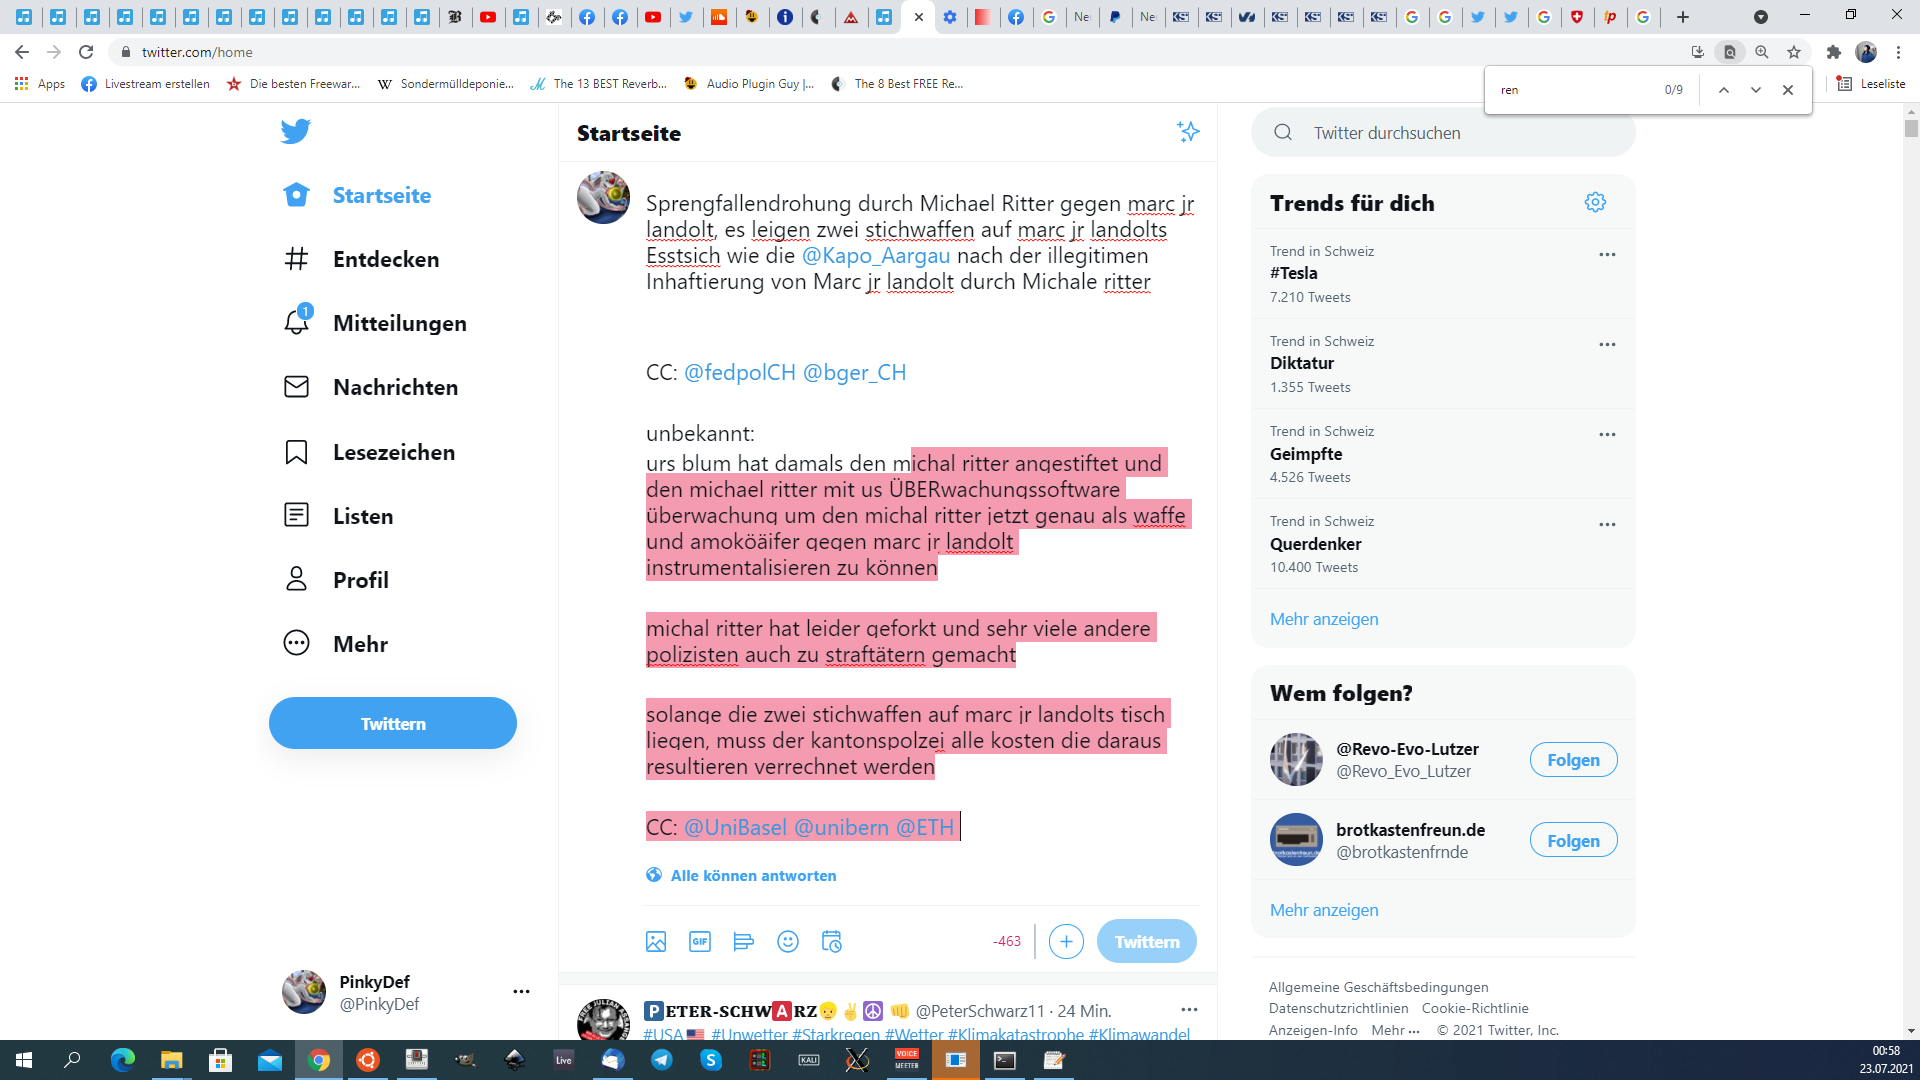 Ne
Ne
twitter.com/home
Apps
Livestream erstellen
Die besten Freewar...
Sondermülldeponie...
The 13 BEST Reverb...
Audio Plugin Guy |...
The 8 Best FREE Re...
Leseliste
ren
0/9
Startseite
Entdecken
1
Mitteilungen
Nachrichten
Lesezeichen
Listen
Profil
Mehr
Twittern
PinkyDef
@PinkyDef
Startseite
Sprengfallendrohung durch Michael Ritter gegen marc jr
landolt, es leigen zwei stichwaffen auf marc jr landolts
Esstsich wie die @Kapo_Aargau nach der illegitimen
Inhaftierung von Marc jr landolt durch Michale ritter
CC: @fedpolCH @bger_CH
unbekannt:
urs blum hat damals den michal ritter angestiftet und
den michael ritter mit us ÜBERwachungssoftware
überwachung um den michal ritter jetzt genau als waffe
und amoköäifer gegen marc jr landolt
instrumentalisieren zu können
michal ritter hat leider geforkt und sehr viele andere
polizisten auch zu straftätern gemacht
solange die zwei stichwaffen auf marc jr landolts tisch
liegen, muss der kantonspolzei alle kosten die daraus
resultieren verrechnet werden
CC: @UniBasel @unibern @ETH
Alle können antworten
GIF
-463
Twittern
🅿ETER-SCHW🅰RZ👴✌☮ 👊 @PeterSchwarz11 · 24 Min.
#USA🇺🇸 #Unwetter #Starkregen #Wetter #Klimakatastrophe #Klimawandel
Twitter durchsuchen
Trends für dich
Trend in Schweiz
#Tesla
7.210 Tweets
Trend in Schweiz
Diktatur
1.355 Tweets
Trend in Schweiz
Geimpfte
4.526 Tweets
Trend in Schweiz
Querdenker
10.400 Tweets
Mehr anzeigen
Wem folgen?
@Revo-Evo-Lutzer
@Revo_Evo_Lutzer
Folgen
brotkastenfreun.de
@brotkastenfrnde
Folgen
Mehr anzeigen
Allgemeine Geschäftsbedingungen
Datenschutzrichtlinien Cookie-Richtlinie
Anzeigen-Info Mehr ··· © 2021 Twitter, Inc.
Live
KALI
VOICE
MEETER
00:58
23.07.2021